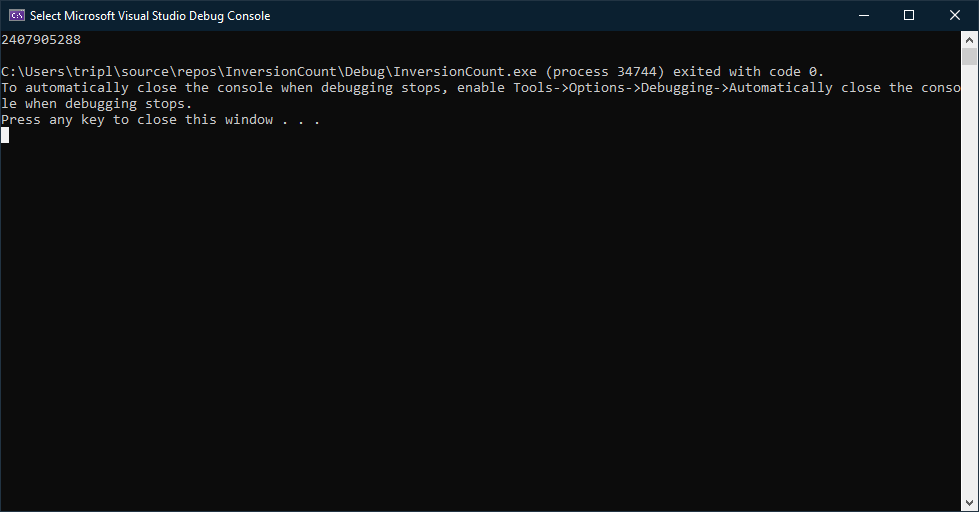 Select Microsoft Visual Studio Debug Console
2407905288
C:\Users\tripl\source\repos\InversionCount\Debug\InversionCount.exe (process 34744) exited with code 0.
To automatically close the console when debugging stops, enable Tools->Options->Debugging->Automatically close the conso
le when debugging stops.
Press any key to close this window . . .